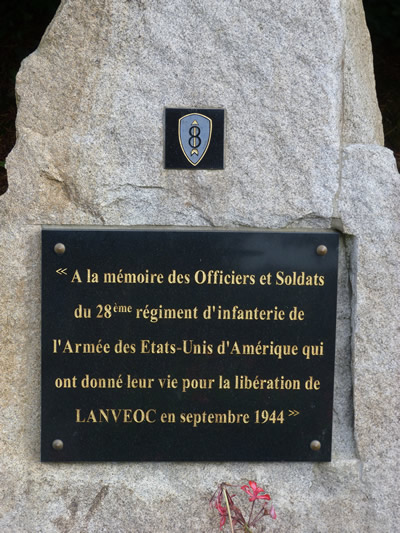 8
« A la mémoire des Officiers et Soldats
du 28ème régiment d'infanterie de
l'Armée des Etats-Unis d'Amérique qui
ont donné leur vie pour la libération de
LANVEOC en septembre 1944 »